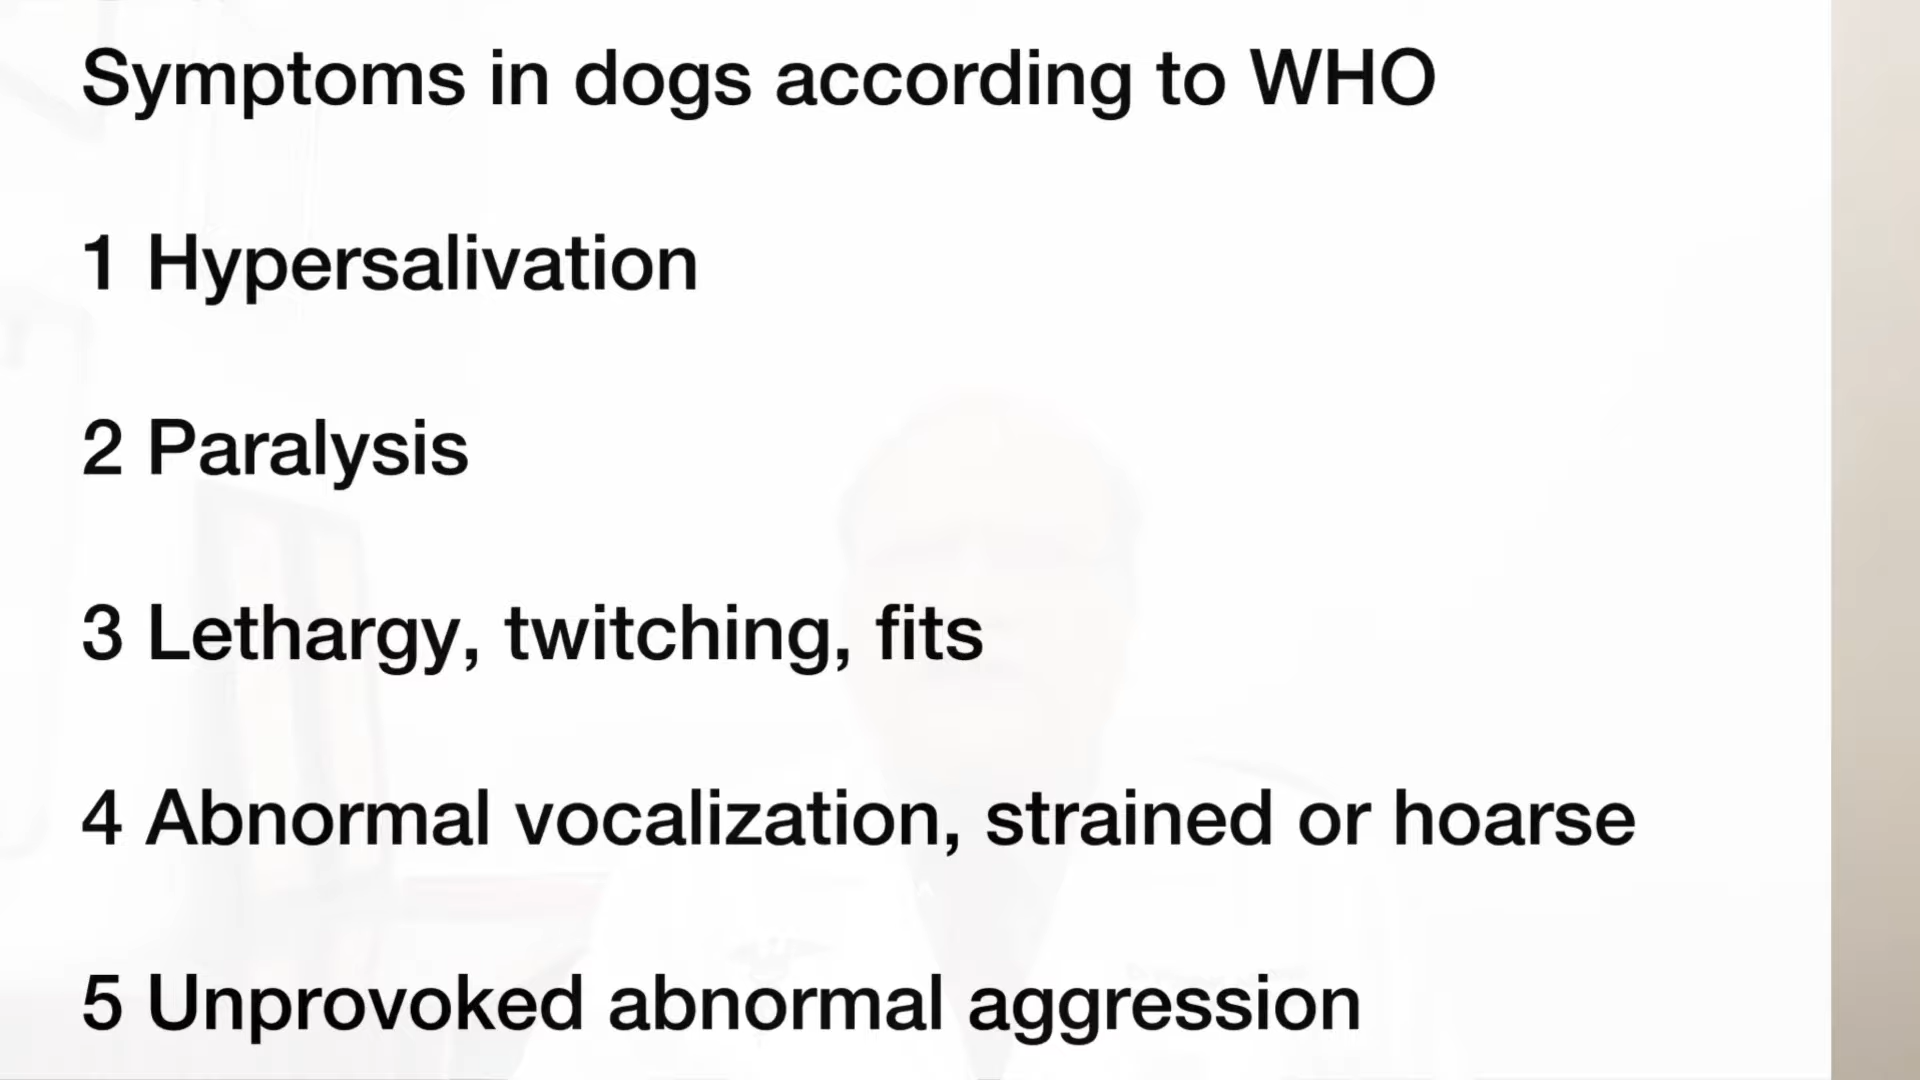 Symptoms in dogs according to WHO
1 Hypersalivation
2 Paralysis
3 Lethargy, twitching, fits
4 Abnormal vocalization, strained or hoarse
5 Unprovoked abnormal aggression